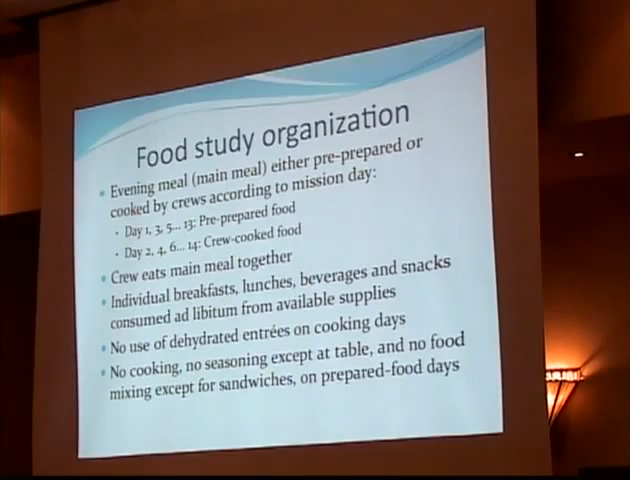 Food study organization
• Evening meal (main meal) either pre-prepared or
cooked by crews according to mission day:
• Day 1, 3, 5... 13: Pre-prepared food
• Day 2, 4, 6... 14: Crew-cooked food
• Crew eats main meal together
• Individual breakfasts, lunches, beverages and snacks
consumed ad libitum from available supplies
• No use of dehydrated entrées on cooking days
• No cooking, no seasoning except at table, and no food
mixing except for sandwiches, on prepared-food days